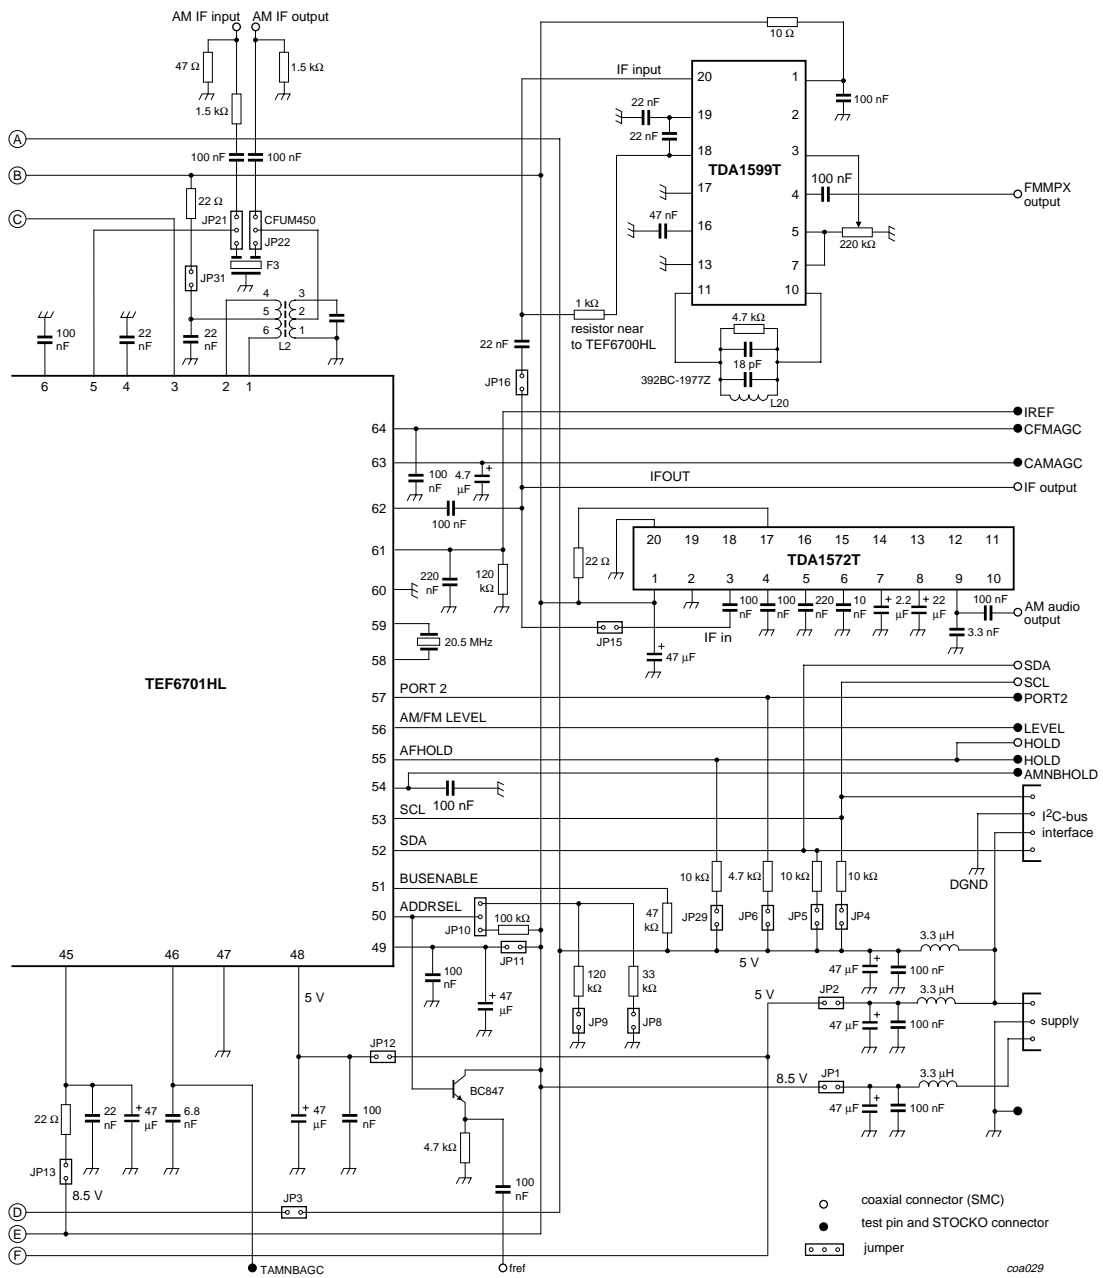 AM IF input AM IF output
47 Ω
1.5 kΩ
1.5 kΩ
10 Ω
IF input
20 1
22 nF
100 nF
19 2
22 nF
18 3
TDA1599T
A
100 nF 100 nF
B
17 4
100 nF
FMMPX
output
22 Ω
C
JP21 CFUM450
JP22
47 nF
16 5
220 kΩ
F3
JP31
13 7
11 10
4 3
5 2
6 1
L2
1 kΩ
resistor near
to TEF6700HL
4.7 kΩ
18 pF
392BC-1977Z
L20
100
nF
22
nF
22
nF
22 nF
JP16
6 5 4 3 2 1
IREF
64
CFMAGC
63
CAMAGC
100
nF
4.7
μF
+
IFOUT
IF output
62
100 nF
20 19 18 17 16 15 14 13 12 11
TDA1572T
1 2 3 4 5 6 7 8 9 10
22 Ω
61
220
nF
120
kΩ
60
100
nF
100
nF
220
nF
10
nF
+ 2.2
μF
+ 22
μF
100 nF
AM audio
output
3.3 nF
59
20.5 MHz
58
JP15
IF in
+
47 μF
TEF6701HL
SDA
SCL
57
PORT 2
PORT2
56
AM/FM LEVEL
LEVEL
HOLD
55
AFHOLD
HOLD
54
AMNBHOLD
100 nF
53
SCL
I2C-bus
interface
52
SDA
DGND
51
BUSENABLE
10
kΩ
4.7
kΩ
10
kΩ
10 kΩ
50
ADDRSEL
JP10
100 kΩ
47
kΩ
JP29 JP6 JP5 JP4
49
JP11
5 V
3.3 μH
47 μF
+
100 nF
45 46 47 48
5 V
100
nF
+ 47
μF
120
kΩ
33
kΩ
JP9 JP8
5 V
JP2
3.3 μH
47 μF
+
100 nF
supply
JP12
BC847
8.5 V
JP1
3.3 μH
47 μF
+
100 nF
22 Ω
22
nF
+ 47
μF
6.8
nF
+ 47
μF
100
nF
4.7 kΩ
JP13
8.5 V
100
nF
D
JP3
E
F
TAMNBAGC
fref
coaxial connector (SMC)
test pin and STOCKO connector
jumper
coa029